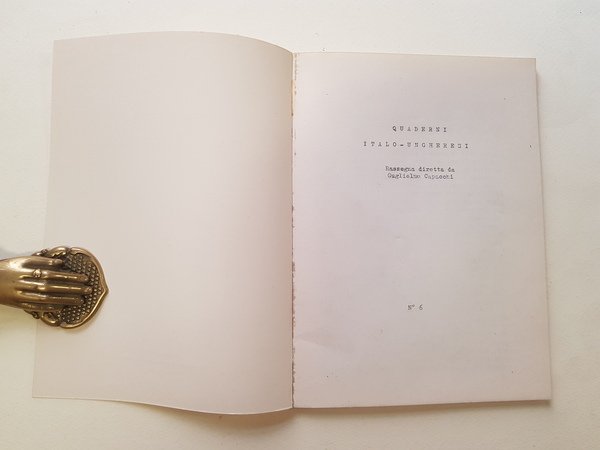 QUADERNI
ITALO-UNGHERESI
Rassegna diretta da
Guglielmo Capacchi
N° 6